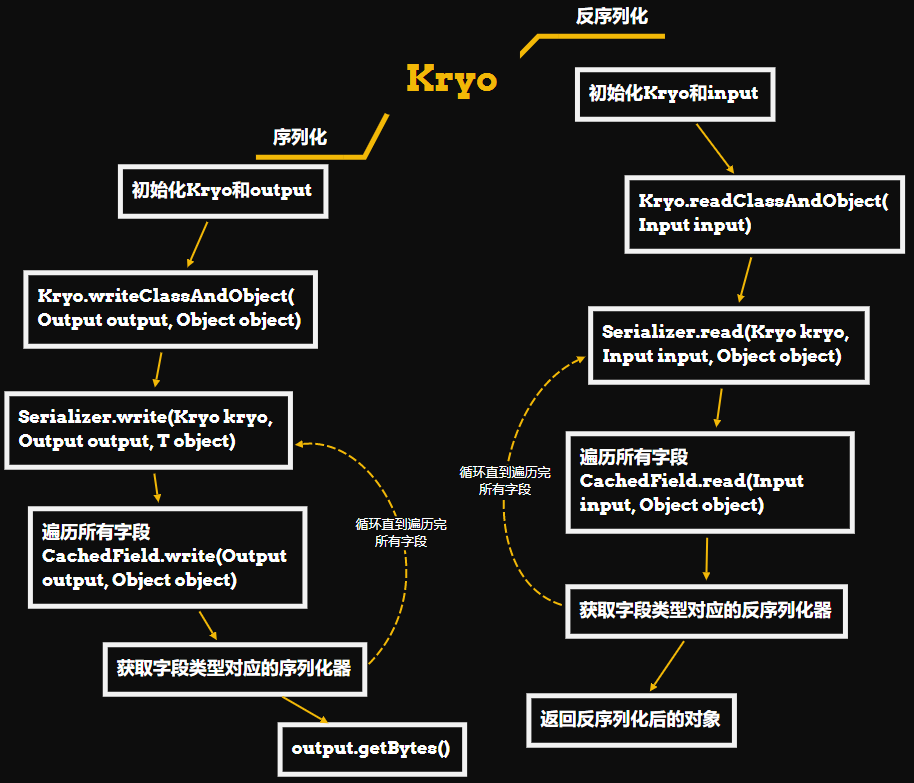 Kryo
序列化
初始化Kryo和output
Kryo.writeClassAndObject(
Output output, Object object)
Serializer.write(Kryo kryo,
Output output, T object)
遍历所有字段
CachedField.write(Output
output, Object object)
循环直到遍历完
所有字段
获取字段类型对应的序列化器
output.getBytes()
反序列化
初始化Kryo和input
Kryo.readClassAndObject(
Input input)
Serializer.read(Kryo kryo,
Input input, Object object)
循环直到遍历完
所有字段
遍历所有字段
CachedField.read(Input
input, Object object)
获取字段类型对应的反序列化器
返回反序列化后的对象